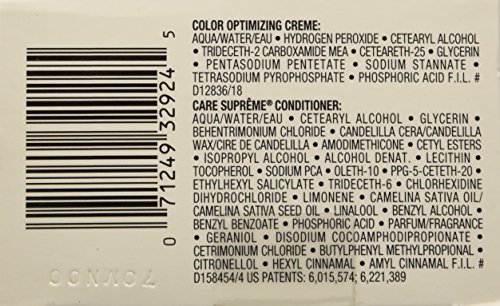 COLOR OPTIMIZING CREME:
AQUA/WATER/EAU • HYDROGEN PEROXIDE • CETEARYL ALCOHOL
• TRIDECETH-2 CARBOXAMIDE MEA • CETEARETH-25 • GLYCERIN
• PENTASODIUM PENTETATE • SODIUM STANNATE •
TETRASODIUM PYROPHOSPHATE • PHOSPHORIC ACID F.I.L. #
D12836/18
CARE SUPRÊME® CONDITIONER:
AQUA/WATER/EAU • CETEARYL ALCOHOL • GLYCERIN •
BEHENTRIMONIUM CHLORIDE • CANDELILLA CERA/CANDELILLA
WAX/CIRE DE CANDELILLA • AMODIMETHICONE • CETYL ESTERS
• ISOPROPYL ALCOHOL • ALCOHOL DENAT. • LECITHIN •
TOCOPHEROL • SODIUM PCA • OLETH-10 • PPG-5-CETETH-20 •
ETHYLHEXYL SALICYLATE • TRIDECETH-6 • CHLORHEXIDINE
DIHYDROCHLORIDE • LIMONENE • CAMELINA SATIVA OIL/
CAMELINA SATIVA SEED OIL • LINALOOL • BENZYL ALCOHOL •
BENZYL BENZOATE • PHOSPHORIC ACID • PARFUM/FRAGRANCE
• GERANIOL • DISODIUM COCOAMPHODIPROPIONATE •
CETRIMONIUM CHLORIDE • BUTYLPHENYL METHYLPROPIONAL •
CITRONELLOL • HEXYL CINNAMAL • AMYL CINNAMAL F.I.L. #
D158454/4 US PATENTS: 6,015,574; 6,221,389
0 71249 32924 5